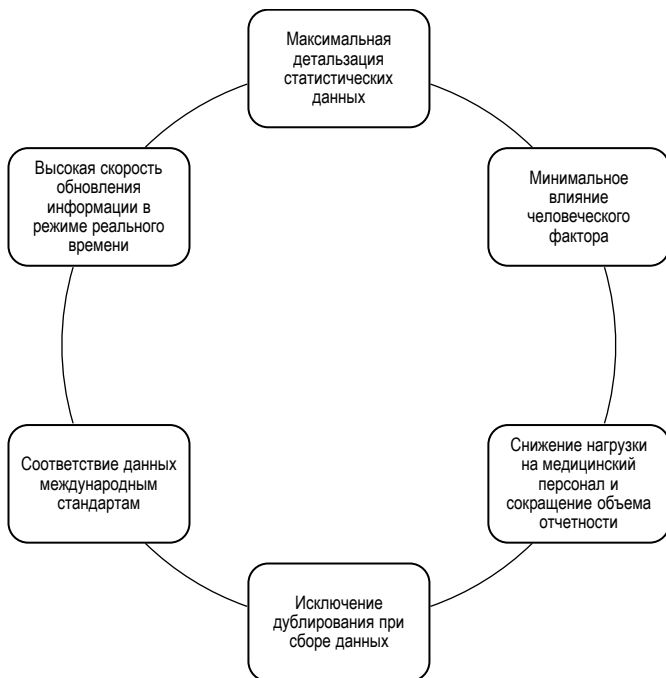 Максимальная
детальзация
статистических
данных
Высокая скорость
обновления
информации в
режиме реального
времени
Минимальное
влияние
человеческого
фактора
Соответствие данных
международным
стандартам
Снижение нагрузки
на медицинский
персонал и
сокращение объема
отчетности
Исключение
дублирования при
сборе данных